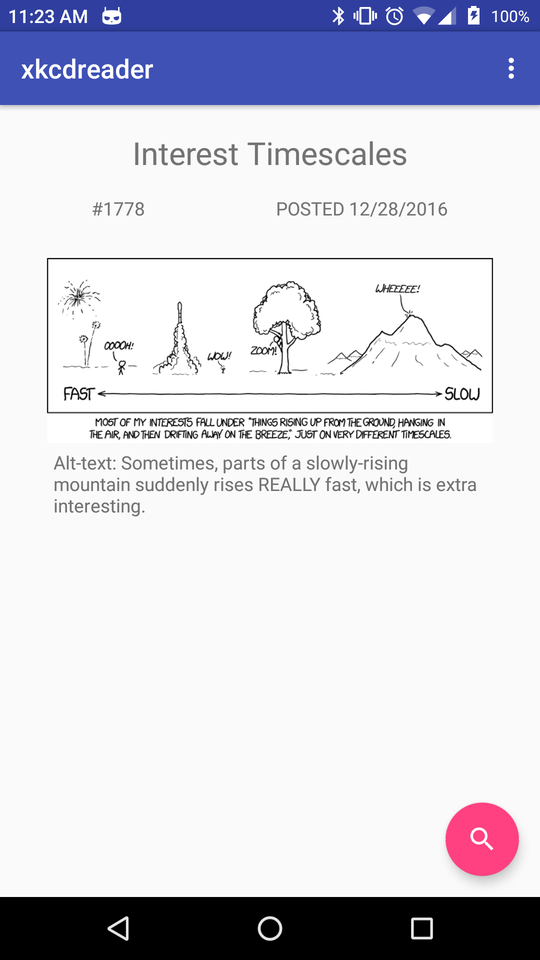 11:23 AM 100%
xkcdreader
Interest Timescales
#1778 POSTED 12/28/2016
WHEEEEE!
OOOOH! WOW! ZOOM!
FAST SLOW
MOST OF MY INTERESTS FALL UNDER "THINGS RISING UP FROM THE GROUND, HANGING IN
THE AIR, AND THEN DRIFTING AWAY ON THE BREEZE," JUST ON VERY DIFFERENT TIMESCALES.
Alt-text: Sometimes, parts of a slowly-rising
mountain suddenly rises REALLY fast, which is extra
interesting.